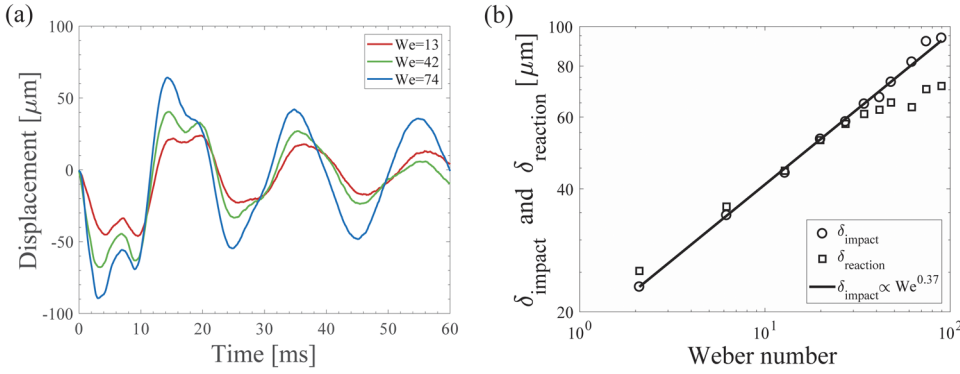 (a)
100
50
0
-50
-100
Displacement [μm]
We=13
We=42
We=74
0 10 20 30 40 50 60
Time [ms]
(b)
100
80
60
40
20
δimpact and δreaction [μm]
δimpact
δreaction
δimpact∝ We^0.37
10^0 10^1 10^2
Weber number